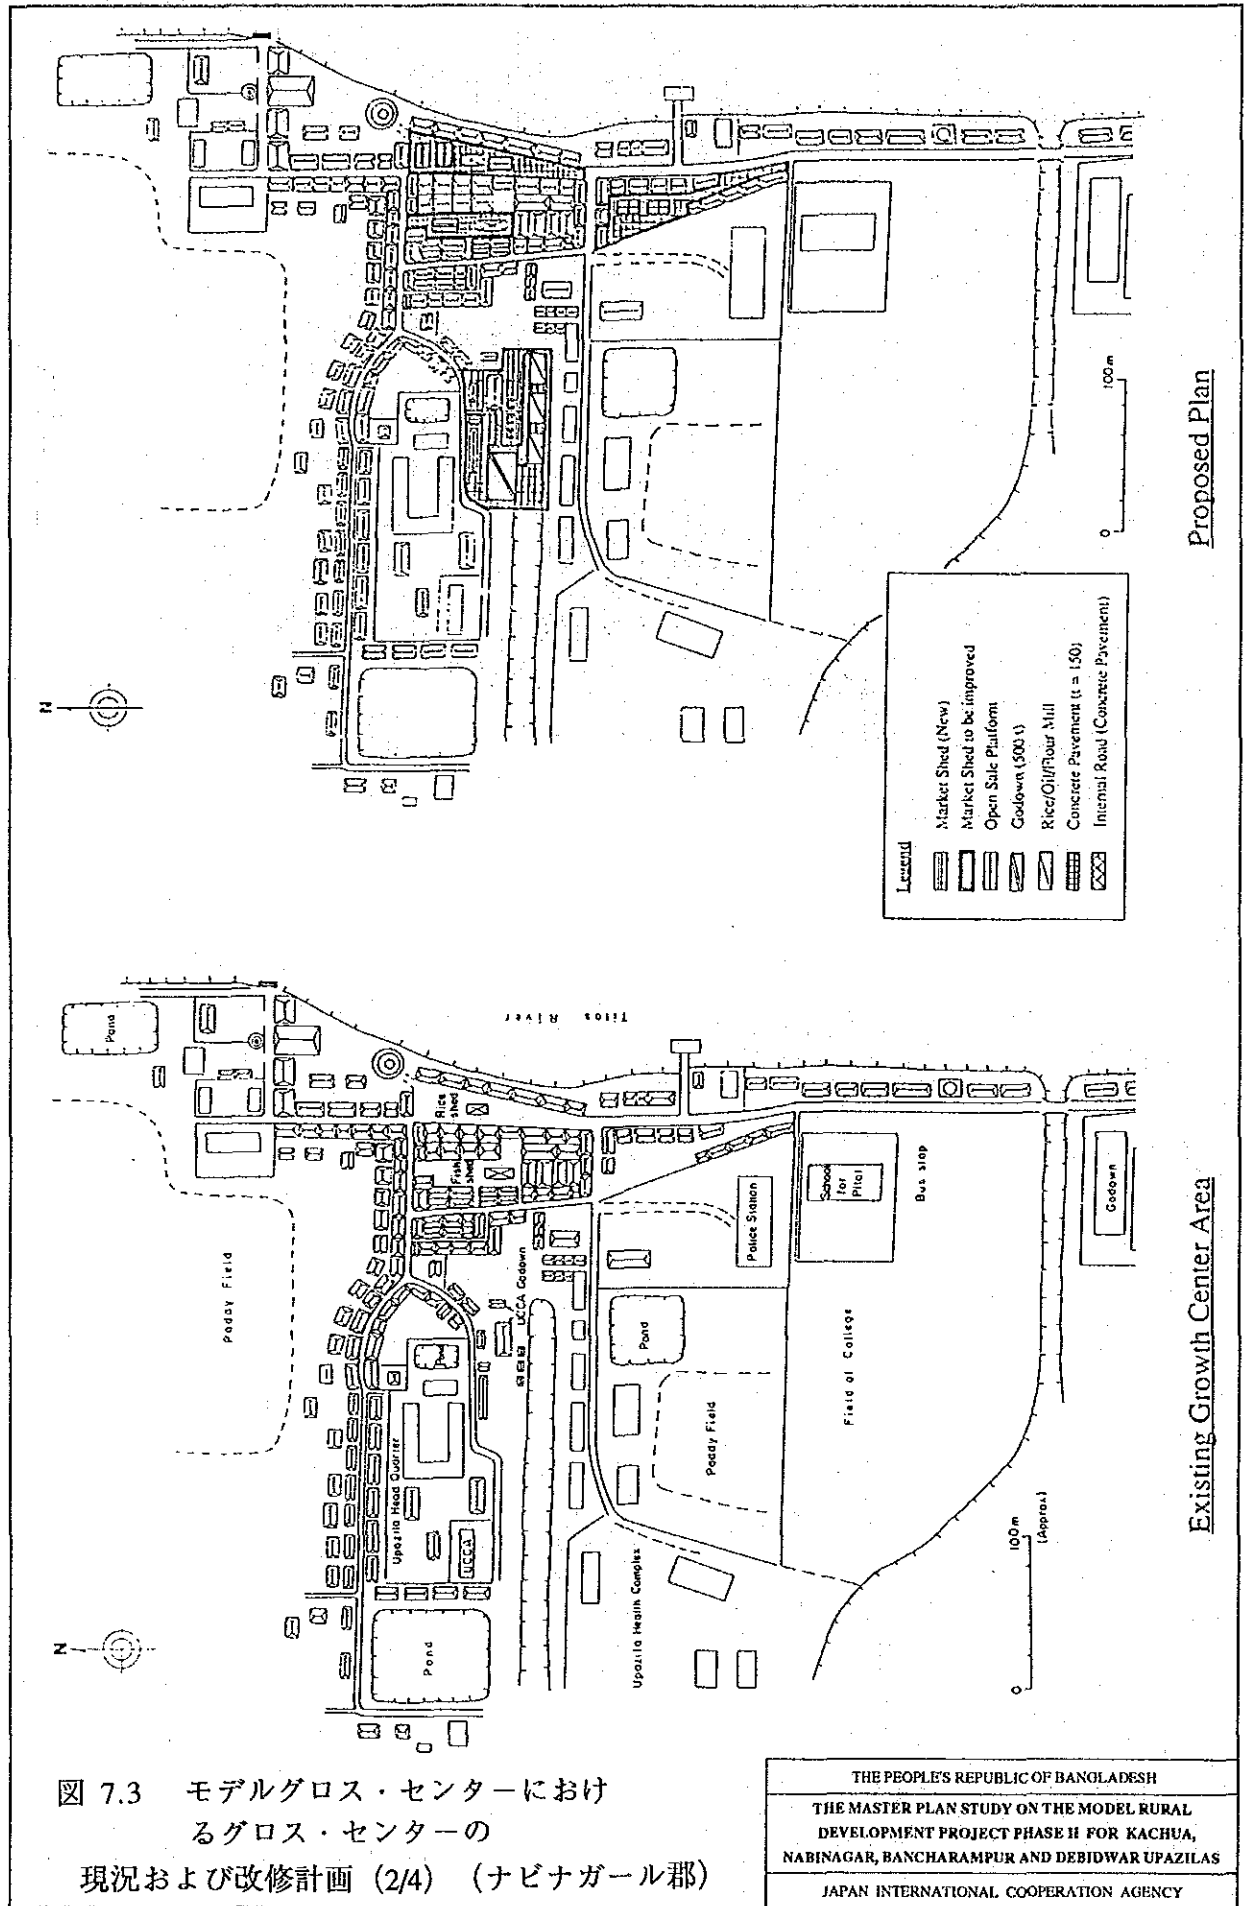 N
100m
0
Proposed Plan
Legend
Market Shed (New)
Market Shed to be improved
Open Sale Platform
Godown (500 t)
Rice/Oil/Flour Mill
Concrete Pavement (t = 150)
Internal Road (Concrete Pavement)
N
Pond
Titas River
Rice shed
Fish shed
Paddy Field
UCCA Godown
Pond
Upazila Head Quarter
UCCA
Pond
Police Station
School for Pilot
Bus stop
Godown
Pond
Paddy Field
Field of College
Upazila Health Complex
100m
(Approx)
0
Existing Growth Center Area
図 7.3 モデルグロス・センターにおけ
るグロス・センターの
現況および改修計画 (2/4) (ナビナガール郡)
THE PEOPLE'S REPUBLIC OF BANGLADESH
THE MASTER PLAN STUDY ON THE MODEL RURAL
DEVELOPMENT PROJECT PHASE II FOR KACHUA,
NABINAGAR, BANCHARAMPUR AND DEBIDWAR UPAZILAS
JAPAN INTERNATIONAL COOPERATION AGENCY